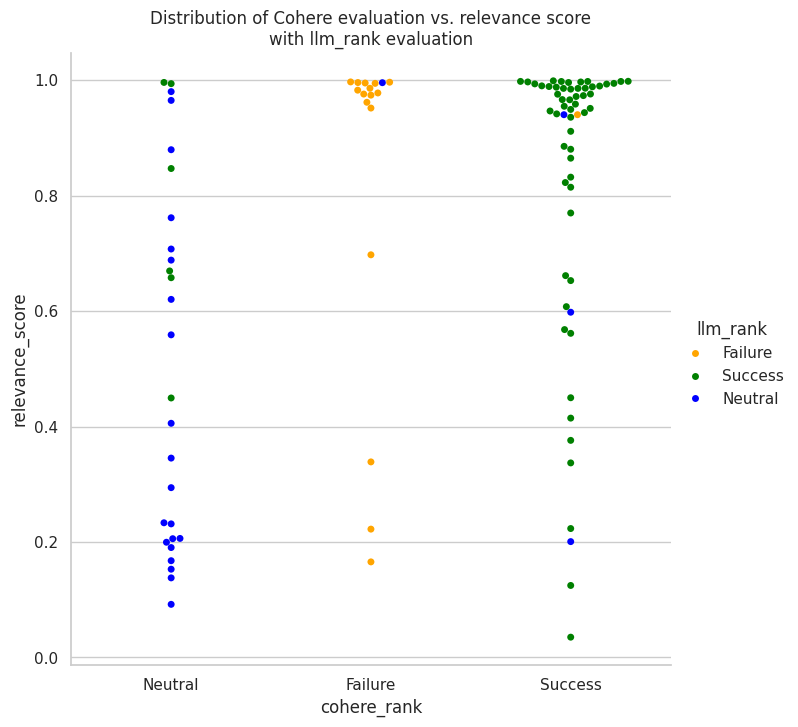 Distribution of Cohere evaluation vs. relevance score
with llm_rank evaluation
relevance_score
1.0
0.8
0.6
0.4
0.2
0.0
Neutral
Failure
Success
cohere_rank
llm_rank
Failure
Success
Neutral